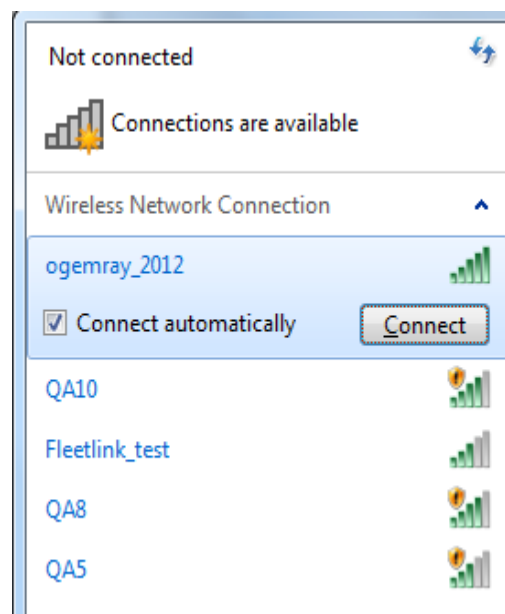 Not connected
Connections are available
Wireless Network Connection
ogemray_2012
Connect automatically Connect
QA10
Fleetlink_test
QA8
QA5